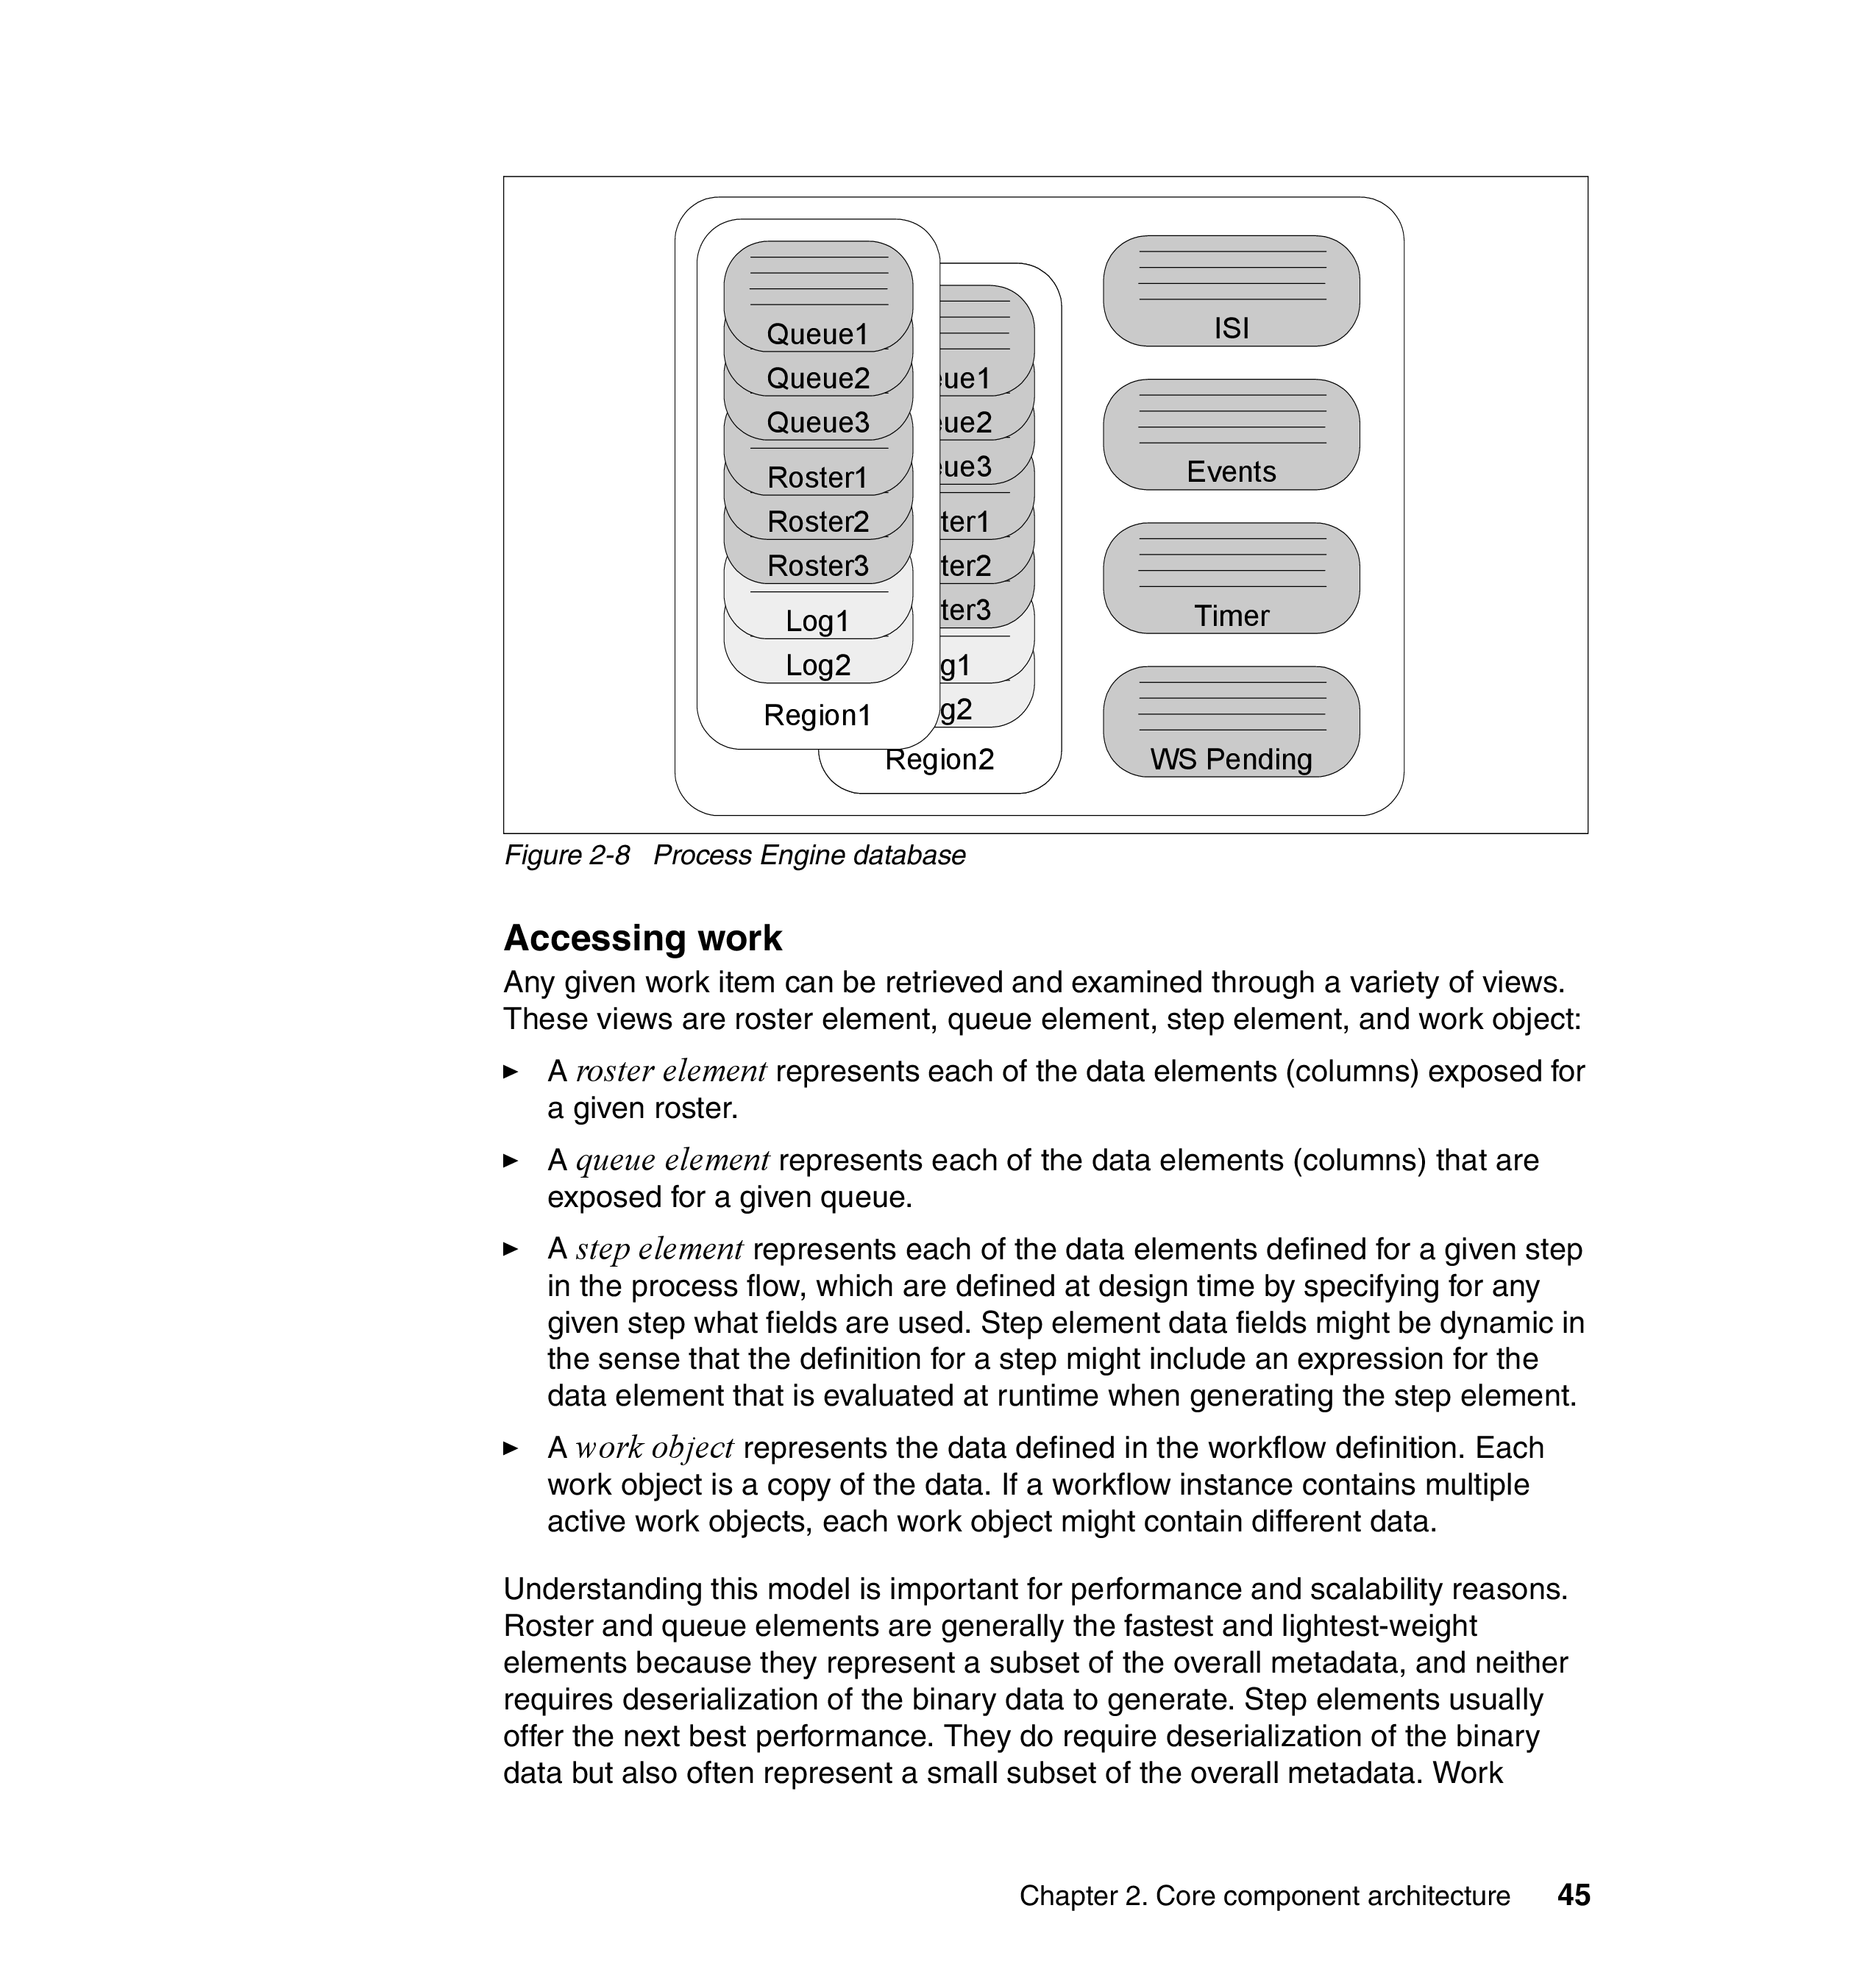 Queue1
Queue2
Queue3
Roster1
Roster2
Roster3
Log1
Log2
Region1
eue1
eue2
eue3
ter1
ter2
ter3
g1
g2
Region2
ISI
Events
Timer
WS Pending
Figure 2-8 Process Engine database
Accessing work
Any given work item can be retrieved and examined through a variety of views.
These views are roster element, queue element, step element, and work object:
► A roster element represents each of the data elements (columns) exposed for
a given roster.
► A queue element represents each of the data elements (columns) that are
exposed for a given queue.
► A step element represents each of the data elements defined for a given step
in the process flow, which are defined at design time by specifying for any
given step what fields are used. Step element data fields might be dynamic in
the sense that the definition for a step might include an expression for the
data element that is evaluated at runtime when generating the step element.
► A work object represents the data defined in the workflow definition. Each
work object is a copy of the data. If a workflow instance contains multiple
active work objects, each work object might contain different data.
Understanding this model is important for performance and scalability reasons.
Roster and queue elements are generally the fastest and lightest-weight
elements because they represent a subset of the overall metadata, and neither
requires deserialization of the binary data to generate. Step elements usually
offer the next best performance. They do require deserialization of the binary
data but also often represent a small subset of the overall metadata. Work
Chapter 2. Core component architecture 45